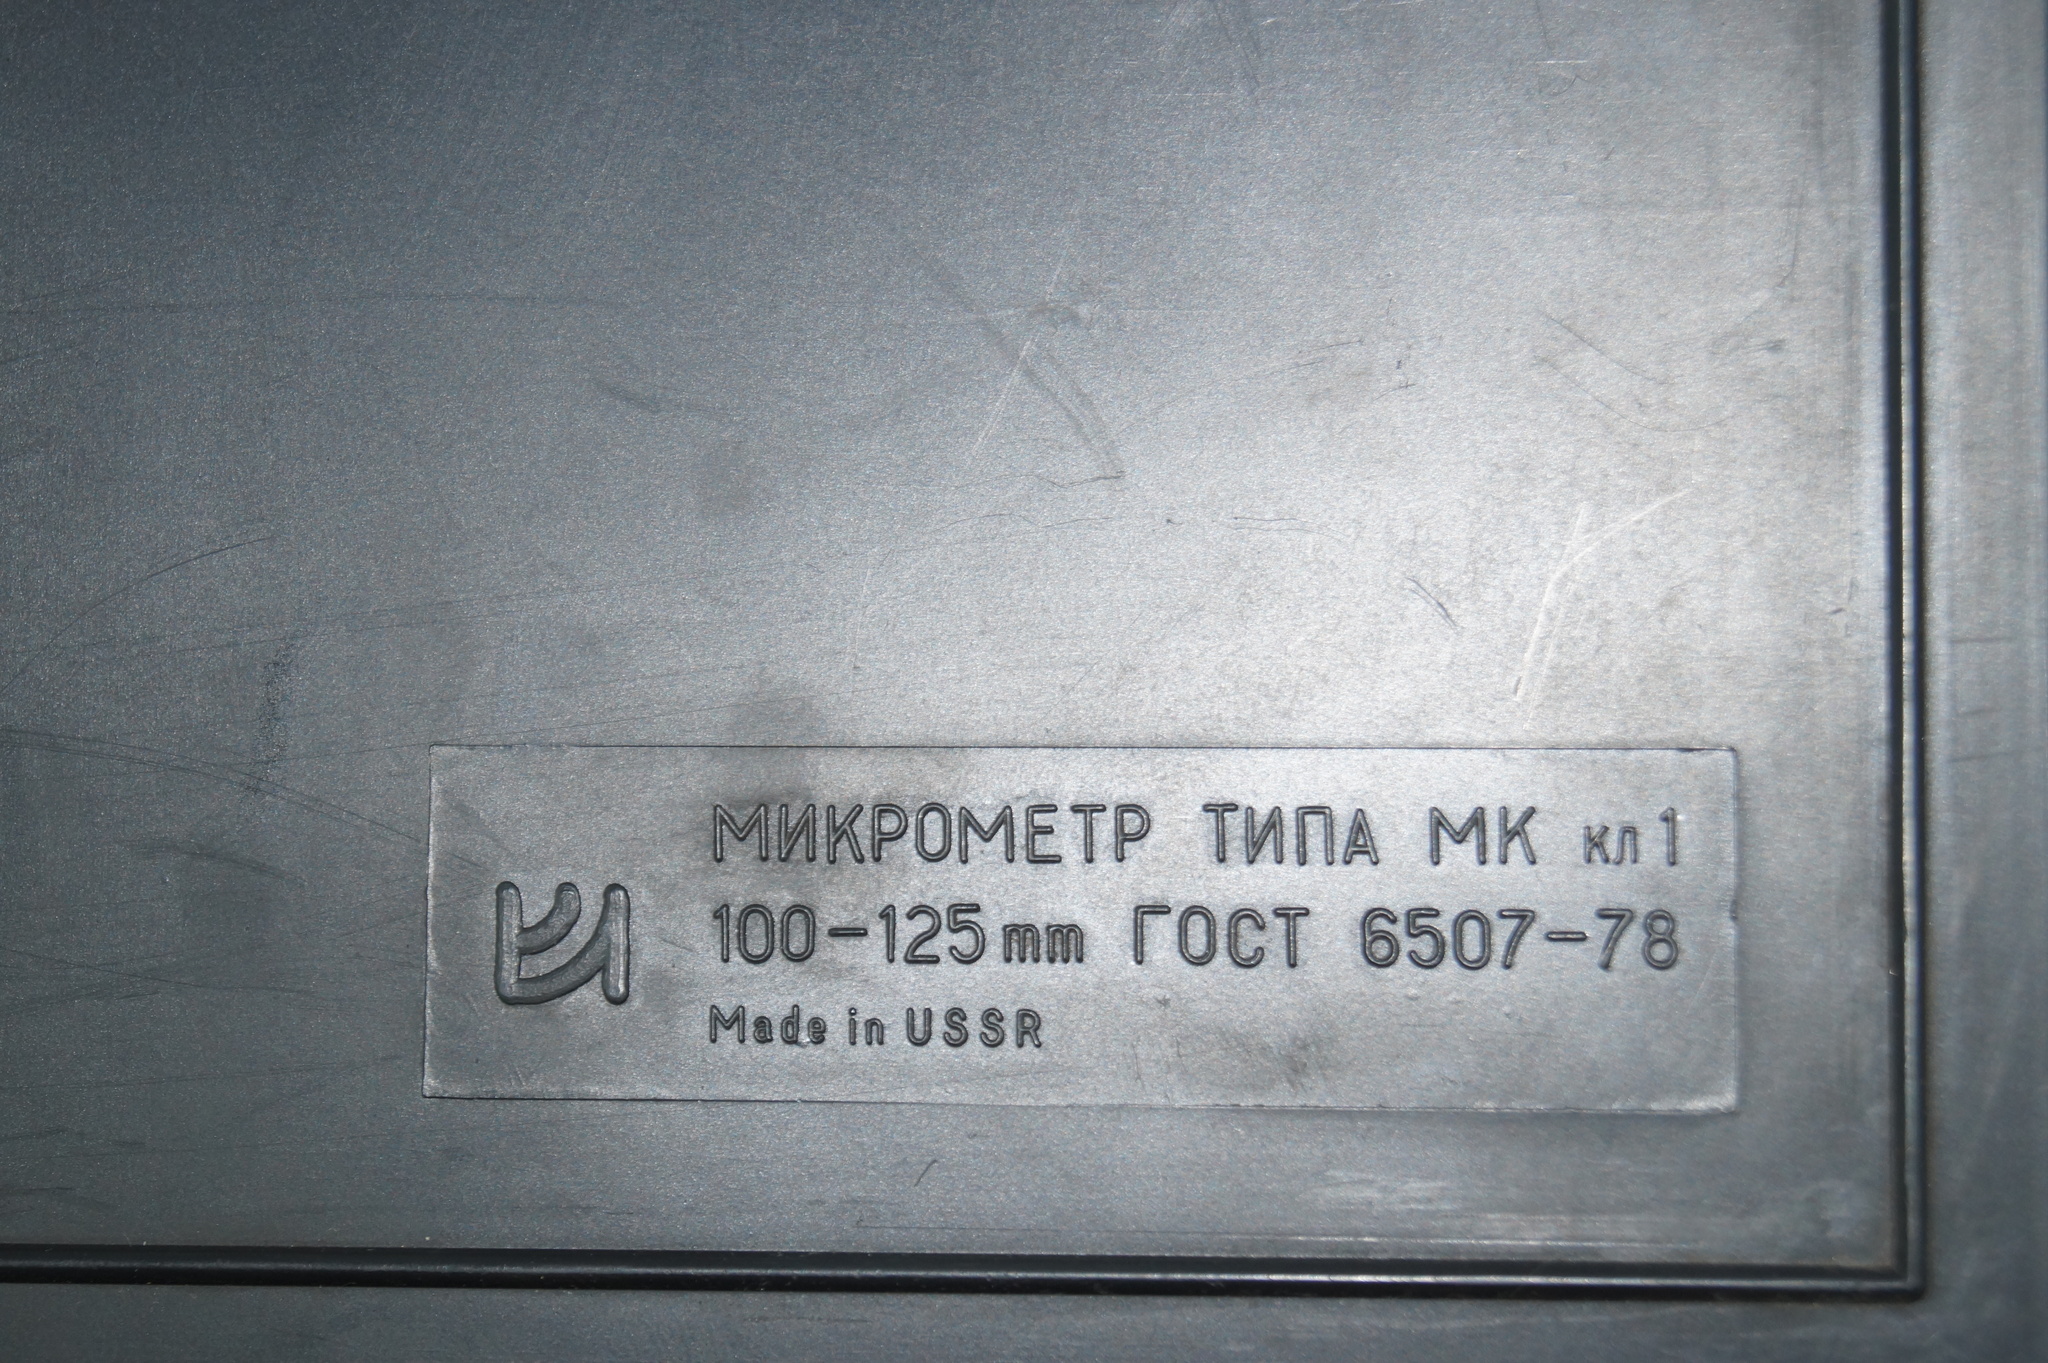 МИКРОМЕТР ТИПА МК кл 1
100-125 mm ГОСТ 6507-78
Made in USSR